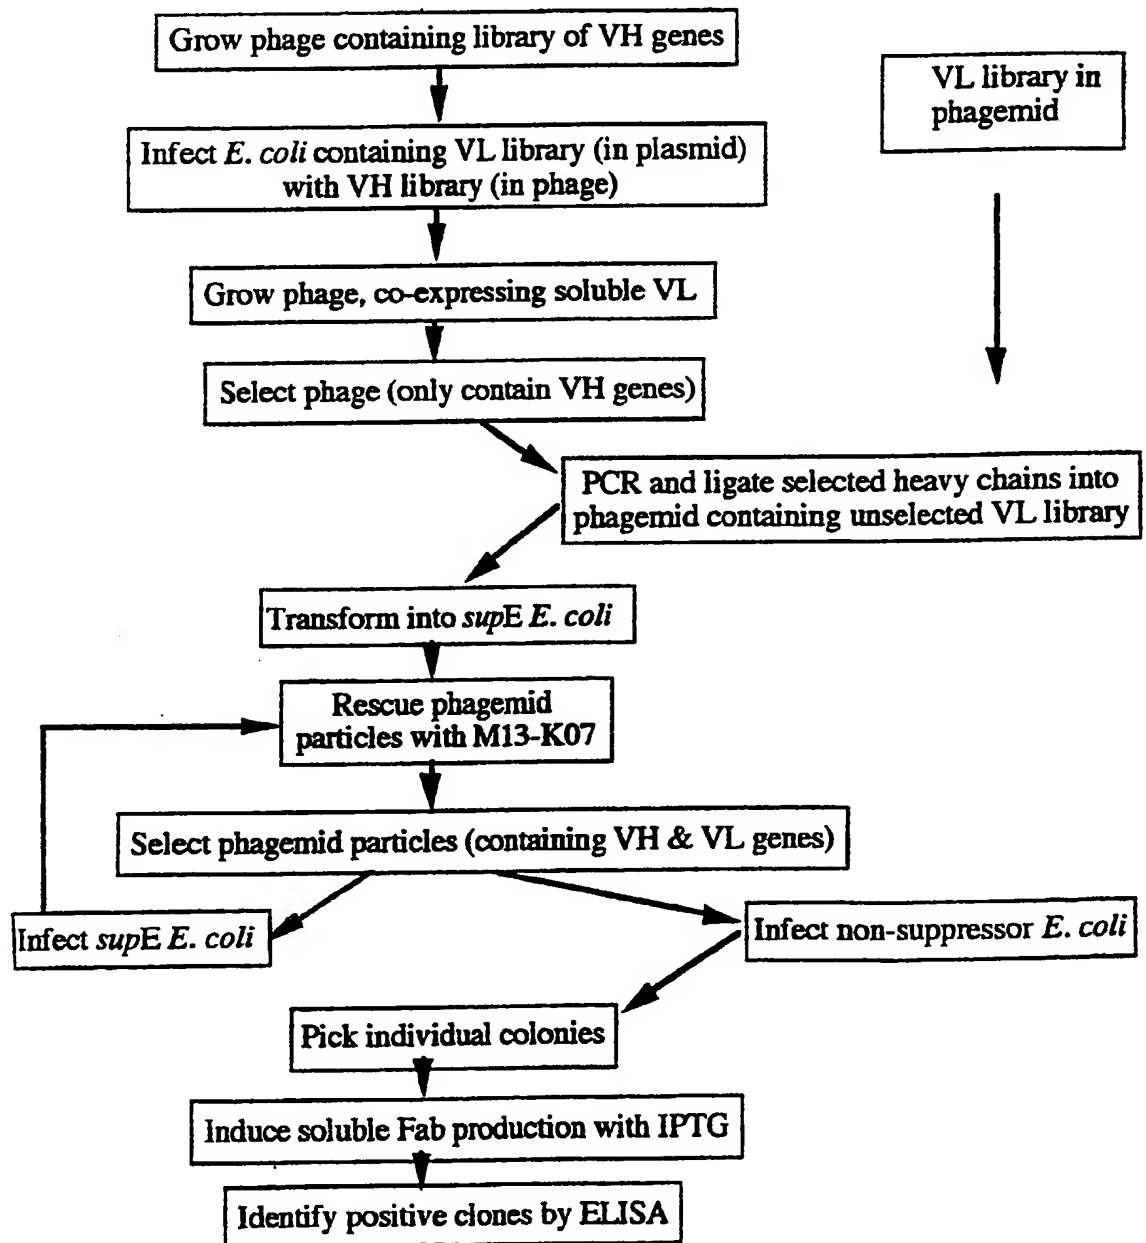 Grow phage containing library of VH genes
VL library in
phagemid
Infect E. coli containing VL library (in plasmid)
with VH library (in phage)
Grow phage, co-expressing soluble VL
Select phage (only contain VH genes)
PCR and ligate selected heavy chains into
phagemid containing unselected VL library
Transform into supE E. coli
Rescue phagemid
particles with M13-K07
Select phagemid particles (containing VH & VL genes)
Infect supE E. coli
Infect non-suppressor E. coli
Pick individual colonies
Induce soluble Fab production with IPTG
Identify positive clones by ELISA